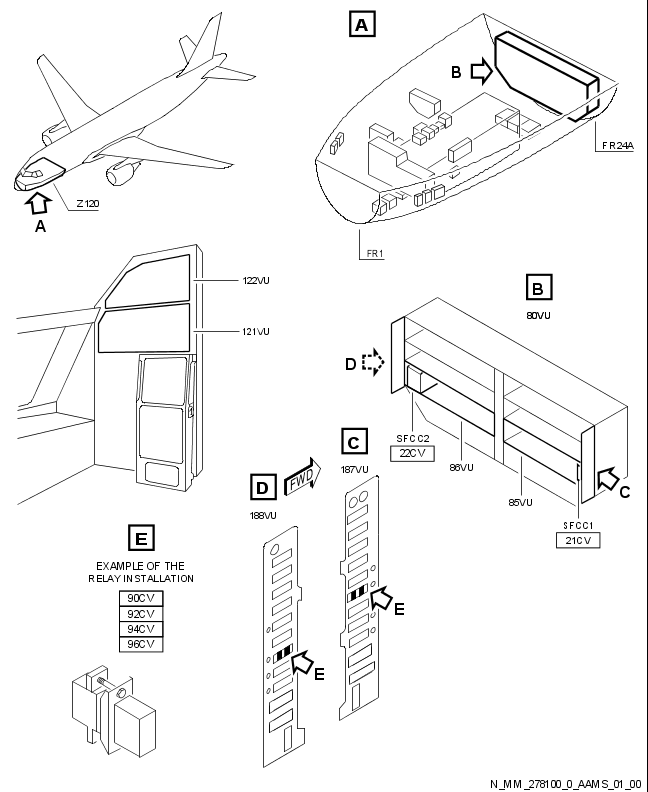 A
B
FR24A
Z120
A
FR1
122VU
121VU
B
80VU
D
C
187VU
SFCC2
22CV
86VU
85VU
C
SFCC1
21CV
D
FWD
188VU
E
EXAMPLE OF THE
RELAY INSTALLATION
90CV
92CV
94CV
96CV
E
E
N_MM_278100_0_AAMS_01_00